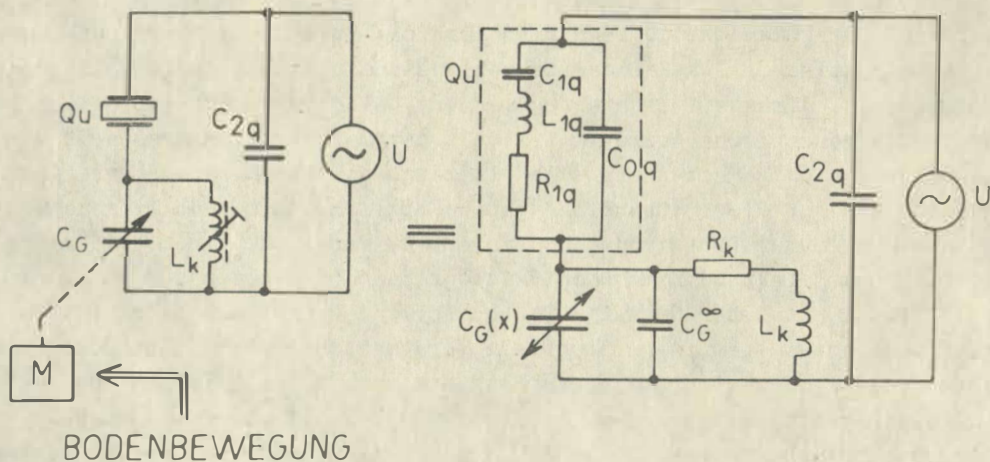 Qu
C2q
U
CG
Lk
M
BODENBEWEGUNG
Qu
C1q
L1q
R1q
C0q
C2q
U
Rk
CG(x)
CG∞
Lk